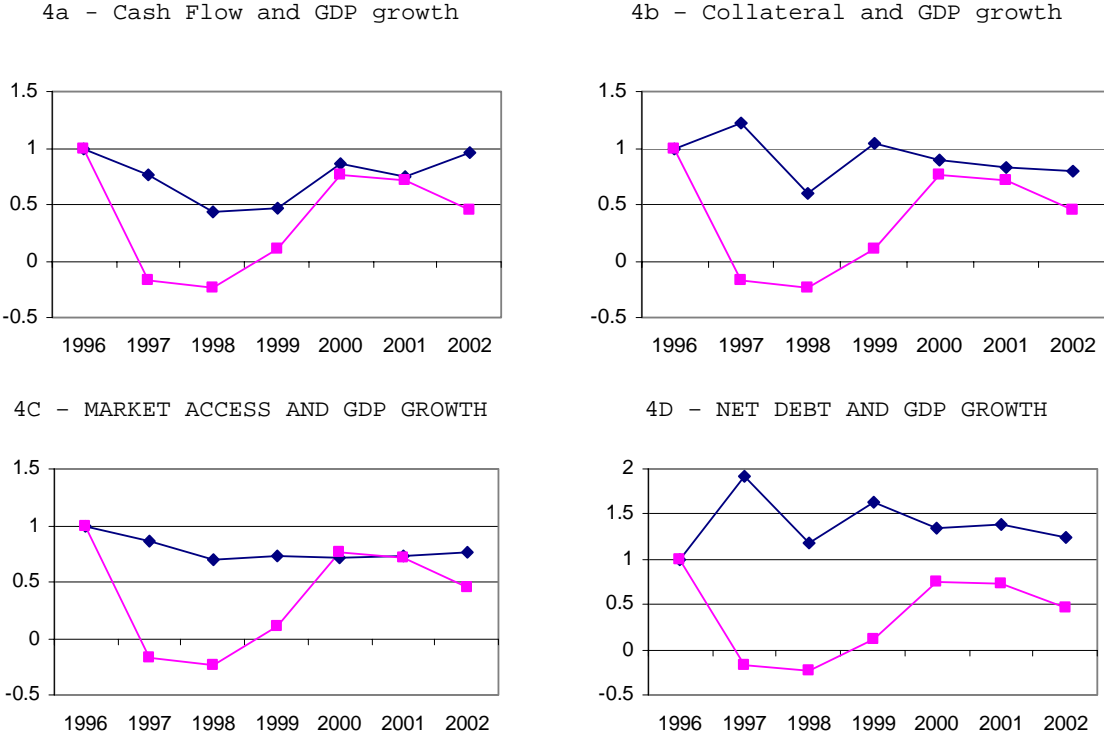 4a – Cash Flow and GDP growth
1.5
1
0.5
0
-0.5
1996 1997 1998 1999 2000 2001 2002
4b – Collateral and GDP growth
1.5
1
0.5
0
-0.5
1996 1997 1998 1999 2000 2001 2002
4C – MARKET ACCESS AND GDP GROWTH
1.5
1
0.5
0
-0.5
1996 1997 1998 1999 2000 2001 2002
4D – NET DEBT AND GDP GROWTH
2
1.5
1
0.5
0
-0.5
1996 1997 1998 1999 2000 2001 2002